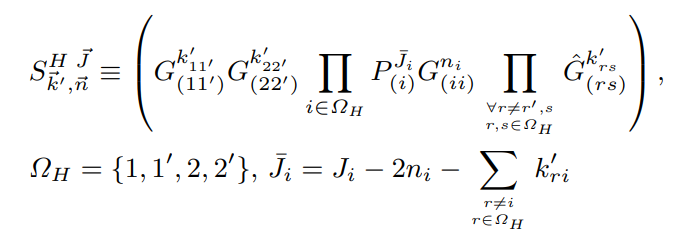 $S^{H\ \vec{J}}_{\vec{k}',\vec{n}} \equiv \left( G^{k'_{11'}}_{(11')} G^{k'_{22'}}_{(22')} \prod_{i \in \Omega_H} P^{\bar{J}_i}_{(i)} G^{n_i}_{(ii)} \prod_{\substack{\forall r \neq r', s \\ r,s \in \Omega_H}} \hat{G}^{k'_{rs}}_{(rs)} \right),$
$\Omega_H = \{1, 1', 2, 2'\},\ \bar{J}_i = J_i - 2n_i - \sum_{\substack{r \neq i \\ r \in \Omega_H}} k'_{ri}$